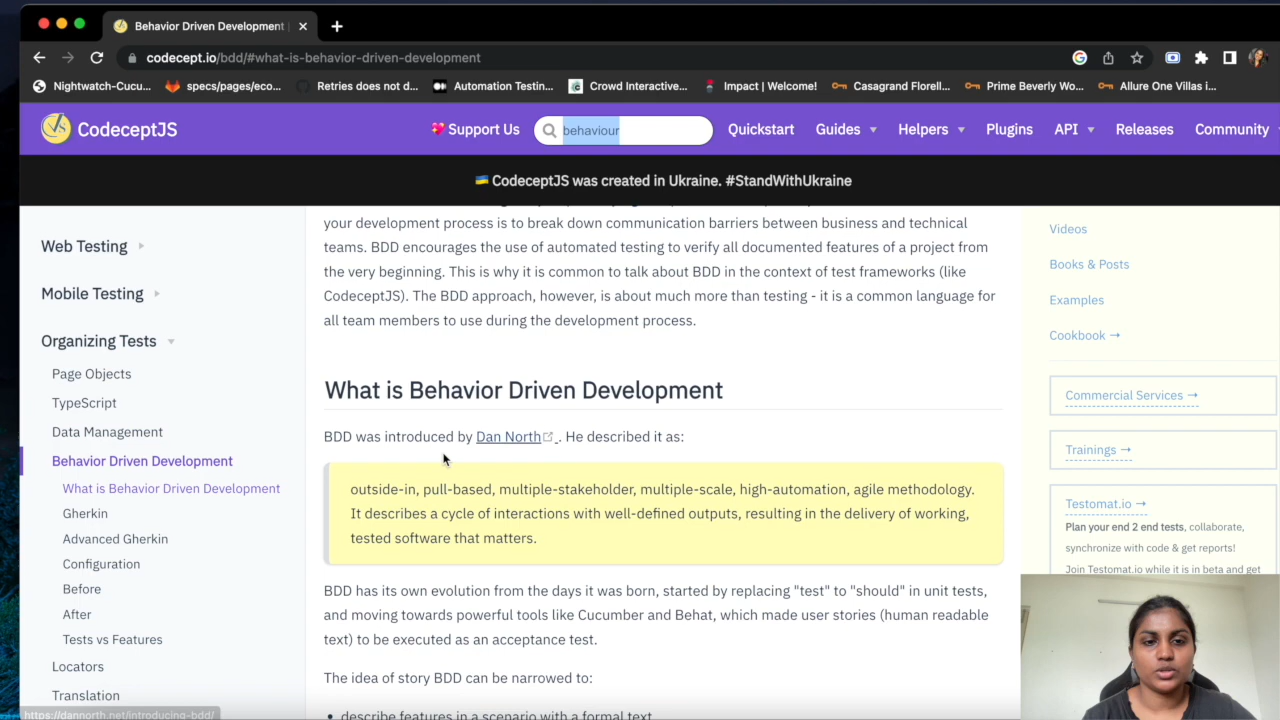 Behavior Driven Development |
codecept.io/bdd/#what-is-behavior-driven-development
Nightwatch-Cucu...
specs/pages/eco...
Retries does not d...
Automation Testin...
Crowd Interactive...
Impact | Welcome!
Casagrand Florell...
Prime Beverly Wo...
Allure One Villas i...
CodeceptJS
Support Us
behaviour
Quickstart
Guides
Helpers
Plugins
API
Releases
Community
CodeceptJS was created in Ukraine. #StandWithUkraine
Web Testing
Mobile Testing
Organizing Tests
Page Objects
TypeScript
Data Management
Behavior Driven Development
What is Behavior Driven Development
Gherkin
Advanced Gherkin
Configuration
Before
After
Tests vs Features
Locators
Translation
https://dannorth.net/introducing-bdd/
your development process is to break down communication barriers between business and technical
teams. BDD encourages the use of automated testing to verify all documented features of a project from
the very beginning. This is why it is common to talk about BDD in the context of test frameworks (like
CodeceptJS). The BDD approach, however, is about much more than testing - it is a common language for
all team members to use during the development process.
What is Behavior Driven Development
BDD was introduced by Dan North . He described it as:
outside-in, pull-based, multiple-stakeholder, multiple-scale, high-automation, agile methodology.
It describes a cycle of interactions with well-defined outputs, resulting in the delivery of working,
tested software that matters.
BDD has its own evolution from the days it was born, started by replacing "test" to "should" in unit tests,
and moving towards powerful tools like Cucumber and Behat, which made user stories (human readable
text) to be executed as an acceptance test.
The idea of story BDD can be narrowed to:
• describe features in a scenario with a formal text
Videos
Books & Posts
Examples
Cookbook →
Commercial Services →
Trainings →
Testomat.io →
Plan your end 2 end tests, collaborate,
synchronize with code & get reports!
Join Testomat.io while it is in beta and get